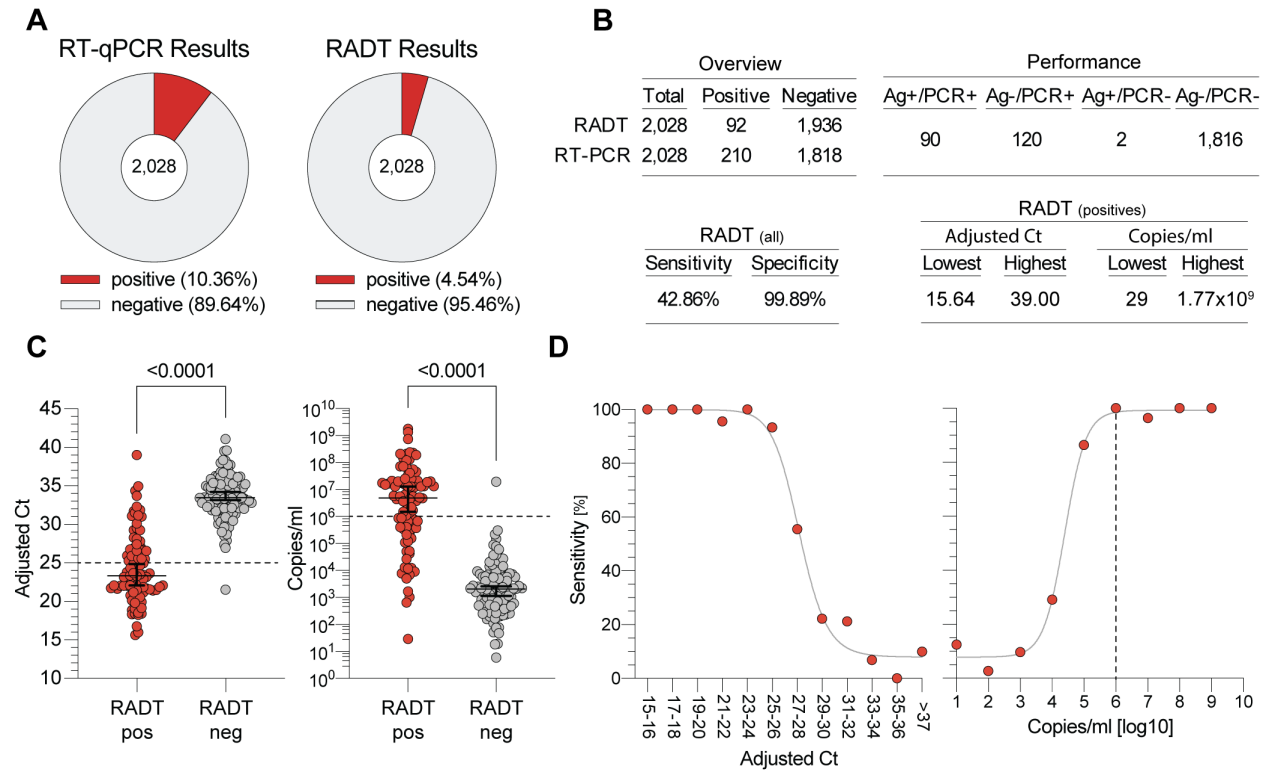 A
RT-qPCR Results
RADT Results
2,028
2,028
positive (10.36%)
negative (89.64%)
positive (4.54%)
negative (95.46%)
B
Overview
Total Positive Negative
RADT 2,028 92 1,936
RT-PCR 2,028 210 1,818
Performance
Ag+/PCR+ Ag-/PCR+ Ag+/PCR- Ag-/PCR-
90 120 2 1,816
RADT (all)
Sensitivity Specificity
42.86% 99.89%
RADT (positives)
Adjusted Ct Copies/ml
Lowest Highest Lowest Highest
15.64 39.00 29 1.77x10⁹
C
<0.0001
Adjusted Ct
45
40
35
30
25
20
15
10
RADT pos
RADT neg
<0.0001
Copies/ml
10¹⁰
10⁹
10⁸
10⁷
10⁶
10⁵
10⁴
10³
10²
10¹
10⁰
RADT pos
RADT neg
D
Sensitivity [%]
100
80
60
40
20
0
15-16
17-18
19-20
21-22
23-24
25-26
27-28
29-30
31-32
33-34
35-36
>37
Adjusted Ct
1 2 3 4 5 6 7 8 9 10
Copies/ml [log10]